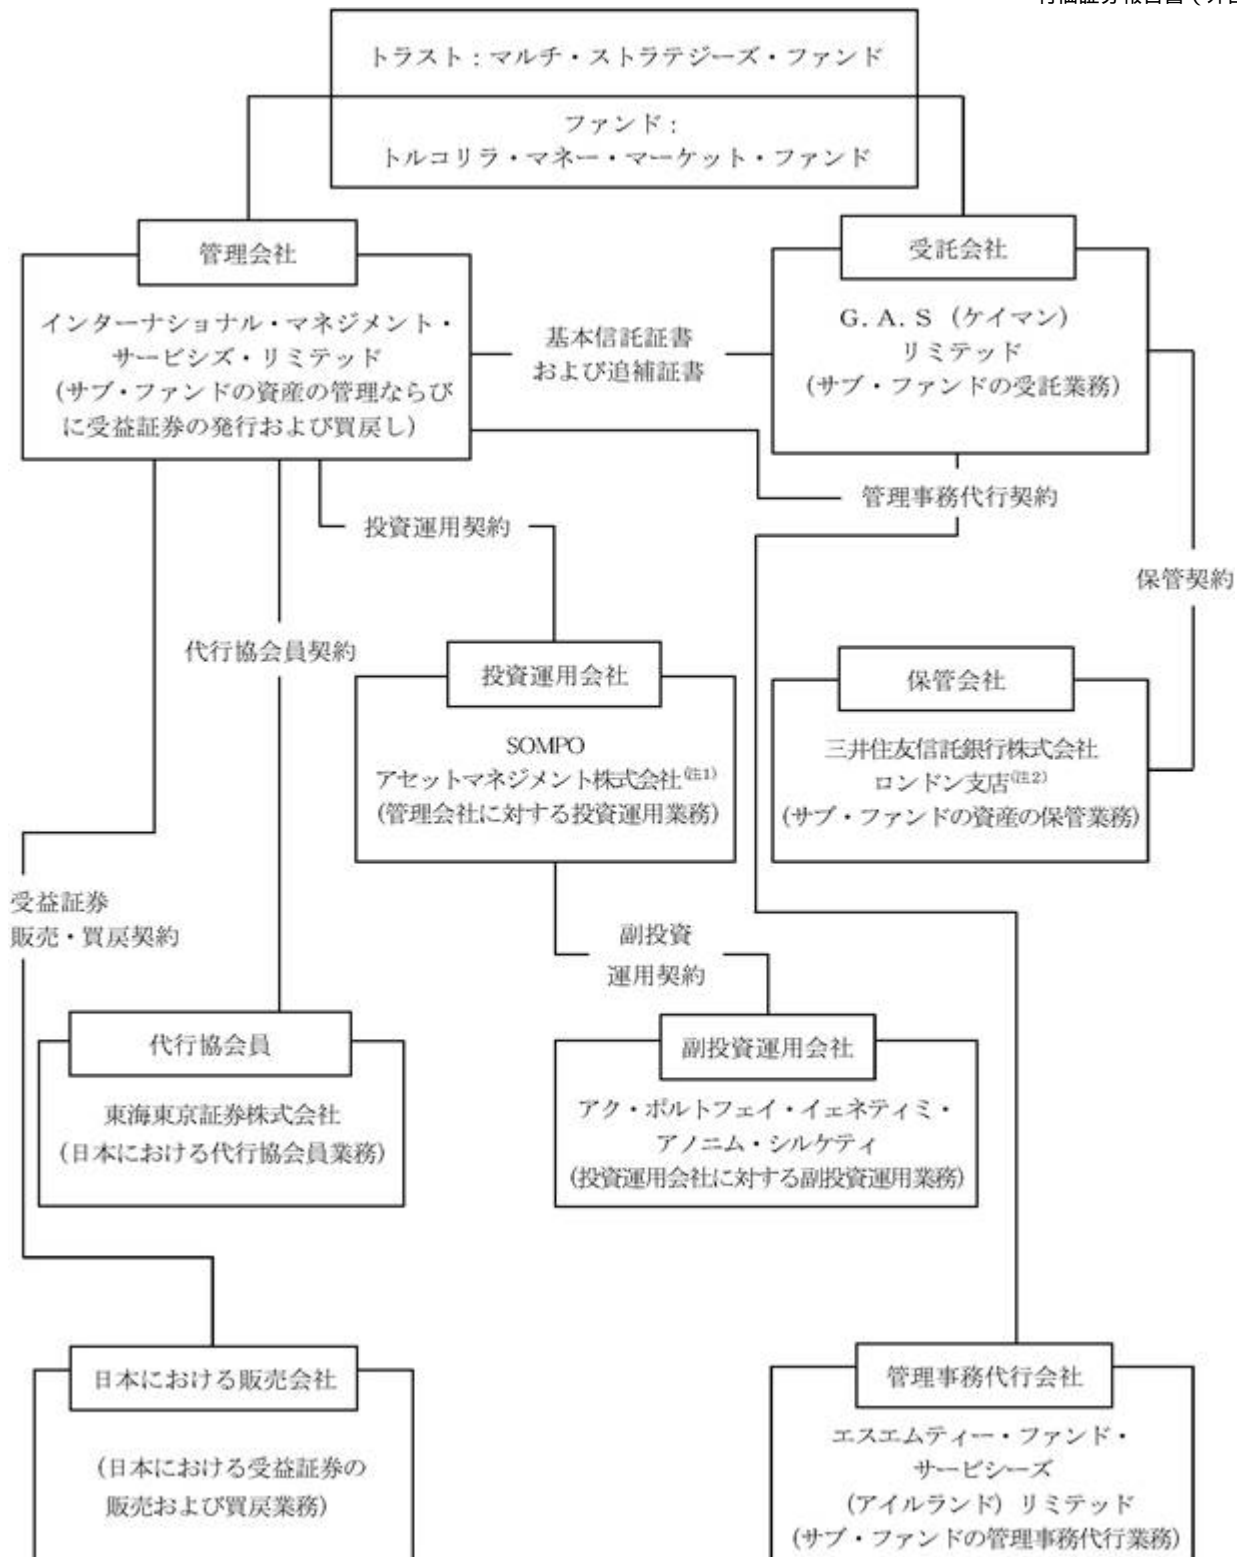 トラスト：マルチ・ストラテジーズ・ファンド
ファンド：
トルコリラ・マネー・マーケット・ファンド
管理会社
インターナショナル・マネジメント・
サービシズ・リミテッド
(サブ・ファンドの資産の管理ならび
に受益証券の発行および買戻し)
基本信託証書
および追補証書
受託会社
G. A. S （ケイマン）
リミテッド
(サブ・ファンドの受託業務)
管理事務代行契約
投資運用契約
保管契約
代行協会員契約
投資運用会社
SOMPO
アセットマネジメント株式会社(注1)
(管理会社に対する投資運用業務)
保管会社
三井住友信託銀行株式会社
ロンドン支店(注2)
(サブ・ファンドの資産の保管業務)
受益証券
販売・買戻契約
副投資
運用契約
代行協会員
東海東京証券株式会社
(日本における代行協会員業務)
副投資運用会社
アク・ポルトフェイ・イェネティミ・
アノニム・シルケティ
(投資運用会社に対する副投資運用業務)
日本における販売会社
(日本における受益証券の
販売および買戻業務)
管理事務代行会社
エスエムティー・ファンド・
サービシーズ
(アイルランド) リミテッド
(サブ・ファンドの管理事務代行業務)